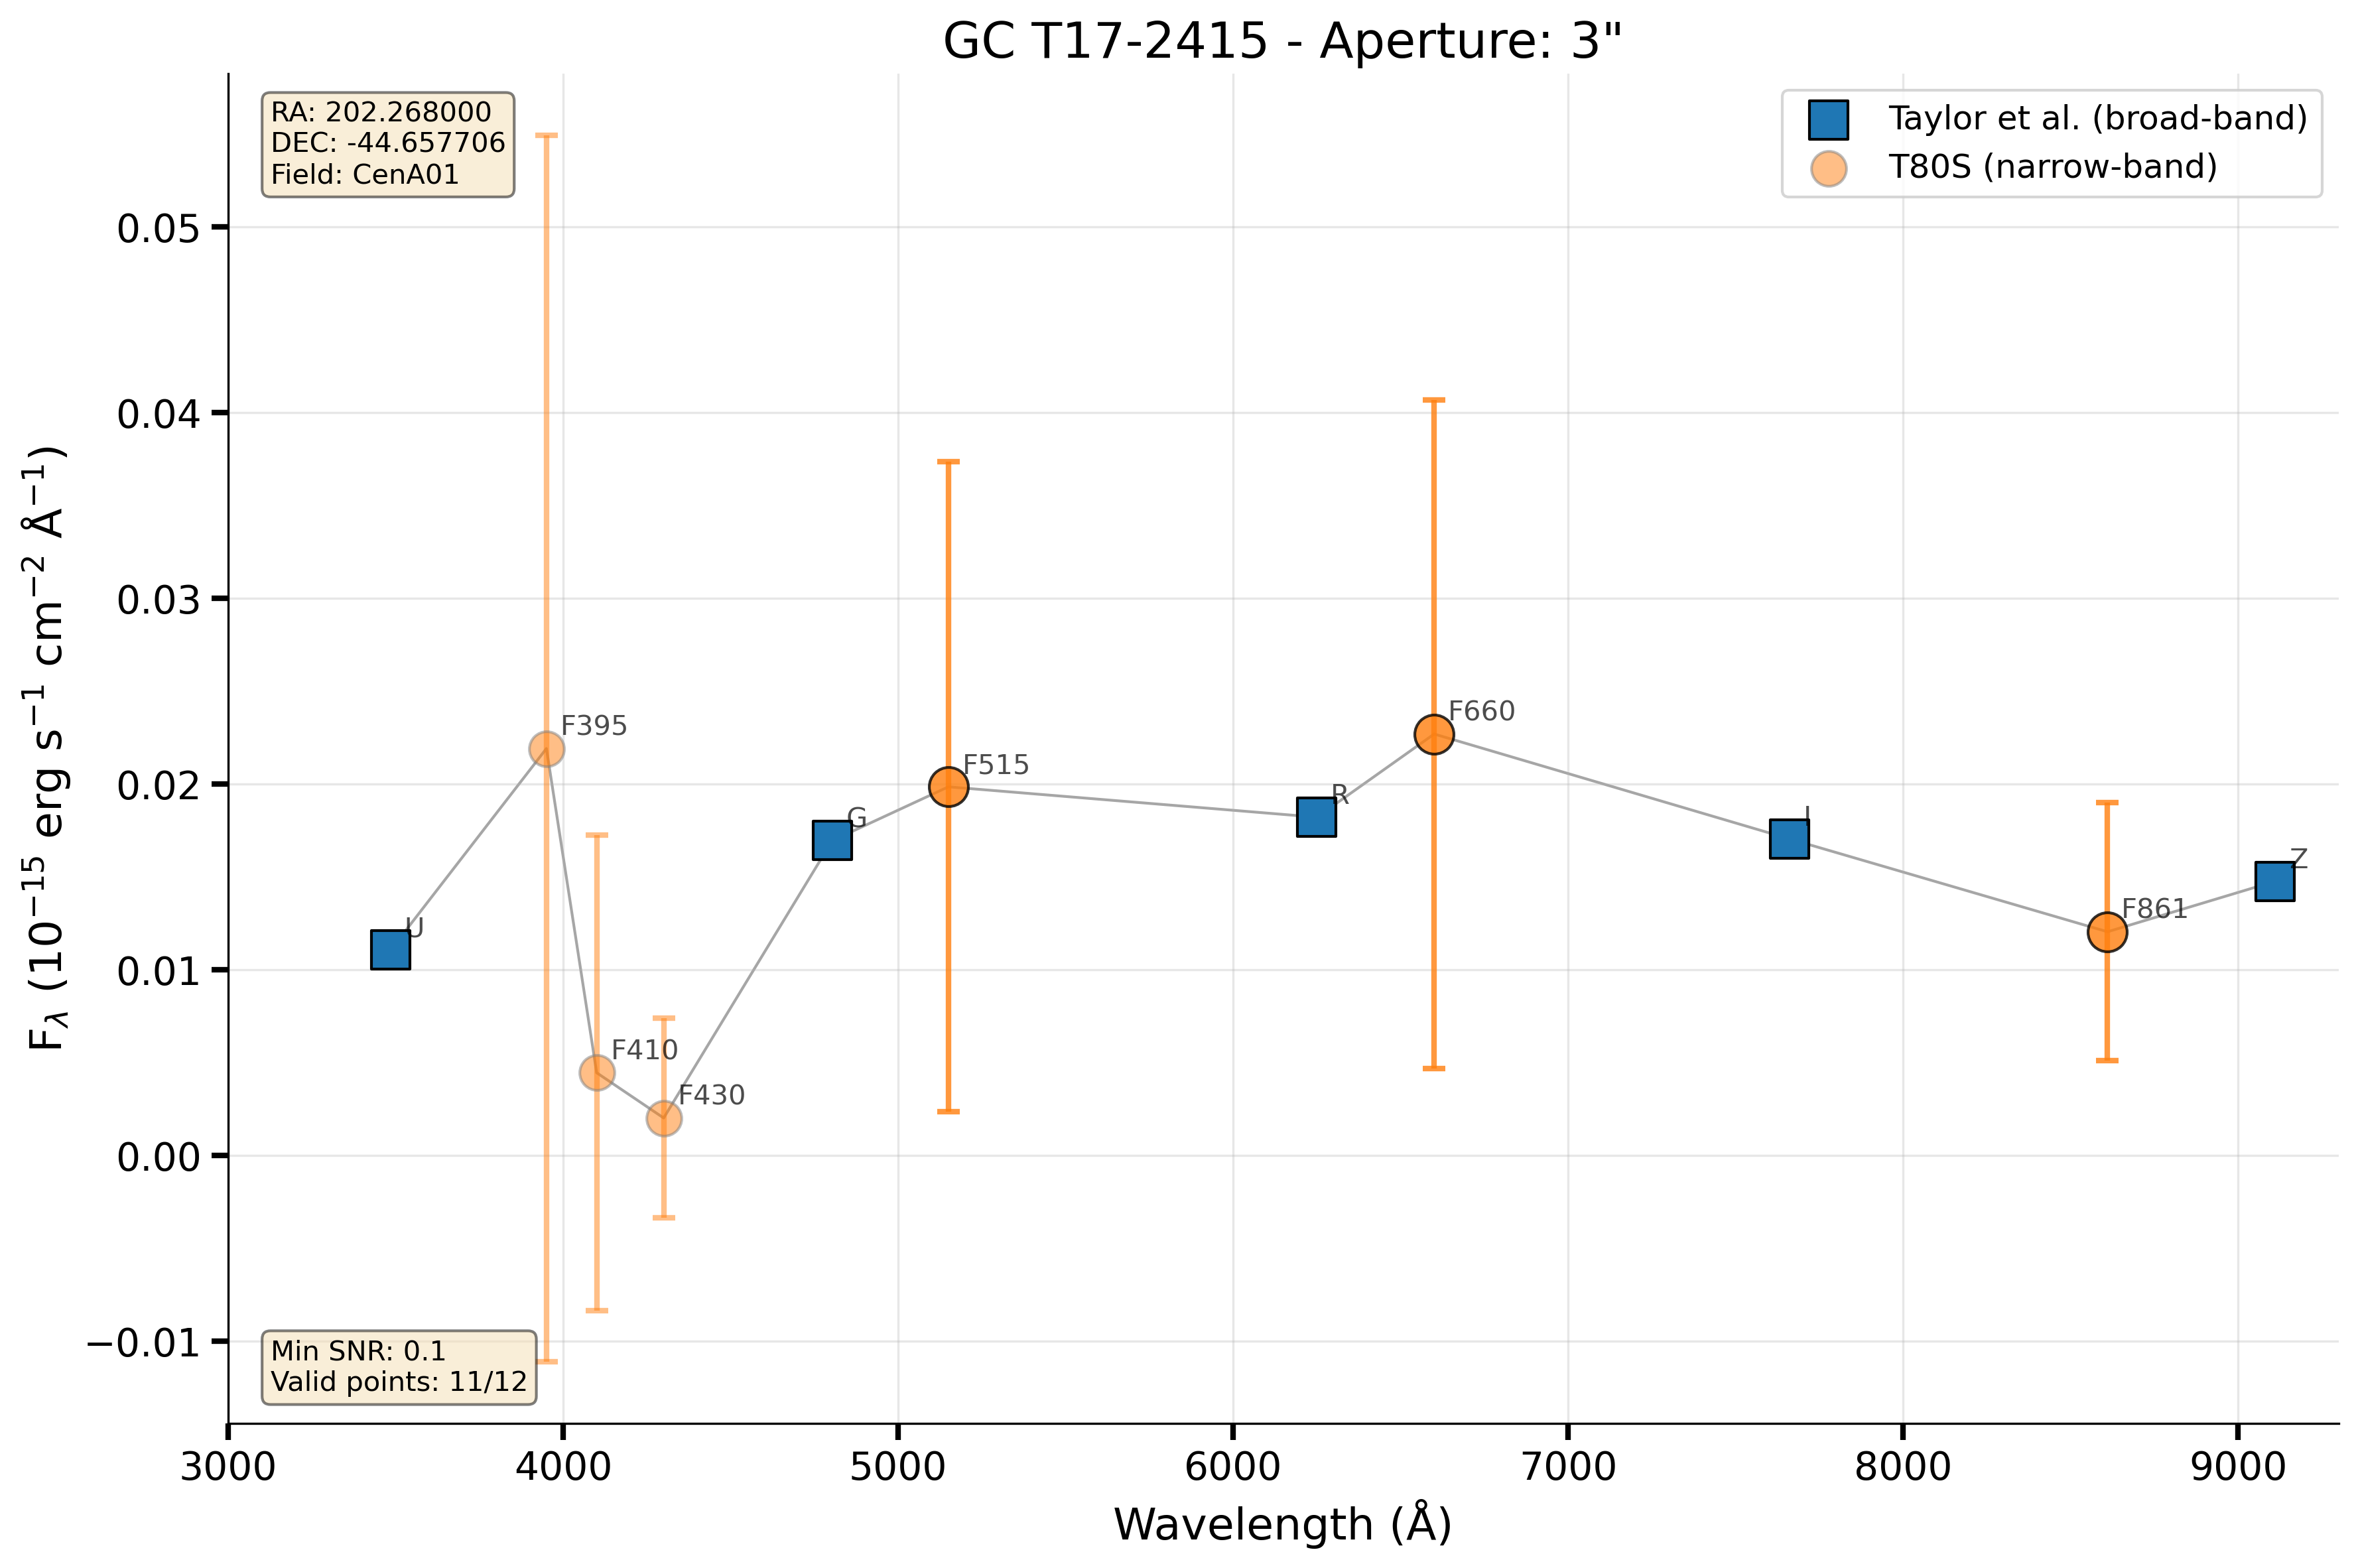 GC T17-2415 - Aperture: 3"
RA: 202.268000
DEC: -44.657706
Field: CenA01
Taylor et al. (broad-band)
T80S (narrow-band)
F_λ (10⁻¹⁵ erg s⁻¹ cm⁻² Å⁻¹)
0.05
0.04
0.03
0.02
0.01
0.00
−0.01
U
F395
F410
F430
G
F515
R
F660
I
F861
Z
Min SNR: 0.1
Valid points: 11/12
3000 4000 5000 6000 7000 8000 9000
Wavelength (Å)